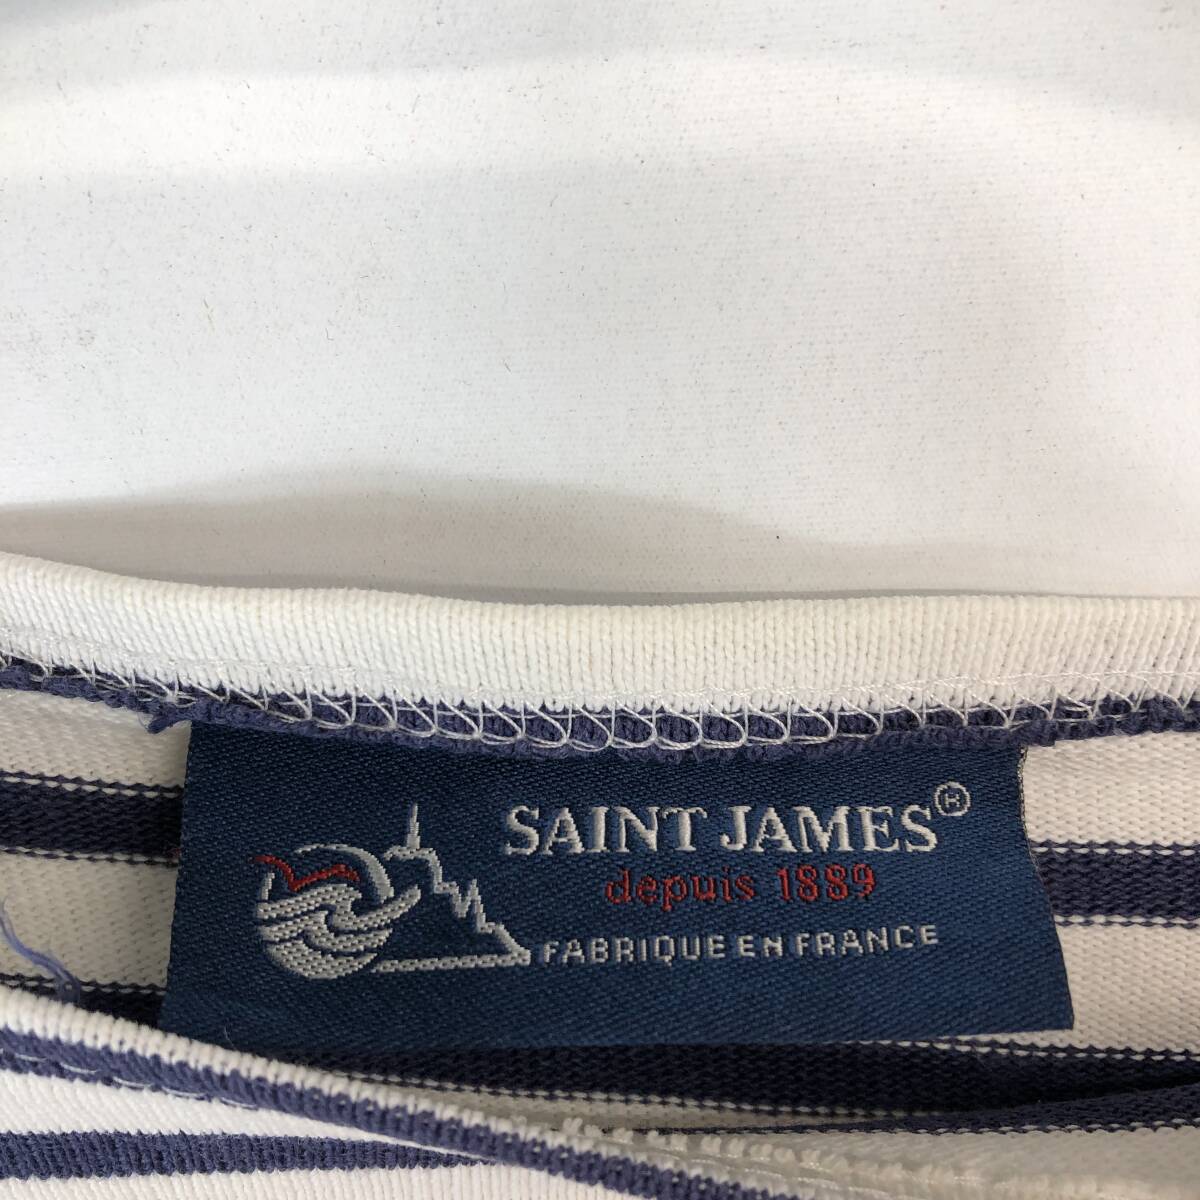 SAINT JAMES®
depuis 1889
FABRIQUE EN FRANCE